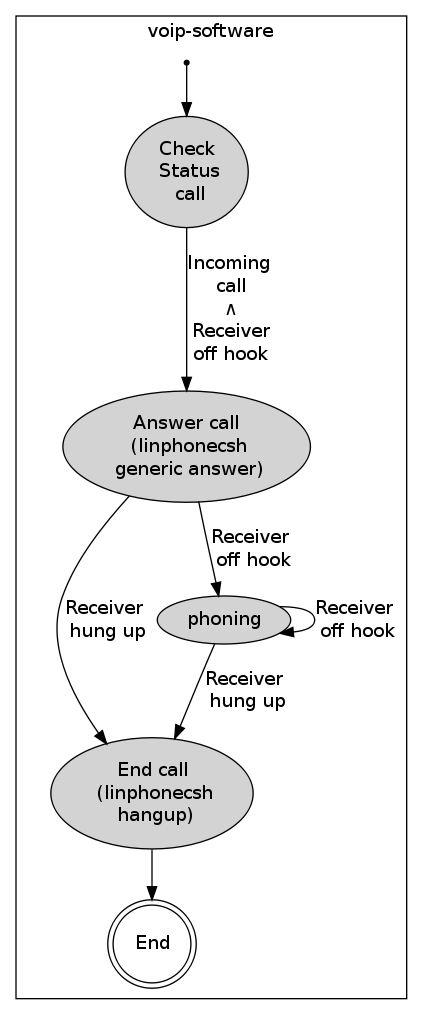 voip-software
Check
Status
call
Incoming
call
∧
Receiver
off hook
Answer call
(linphonecsh
generic answer)
Receiver
off hook
Receiver
hung up
phoning
Receiver
off hook
Receiver
hung up
End call
(linphonecsh
hangup)
End